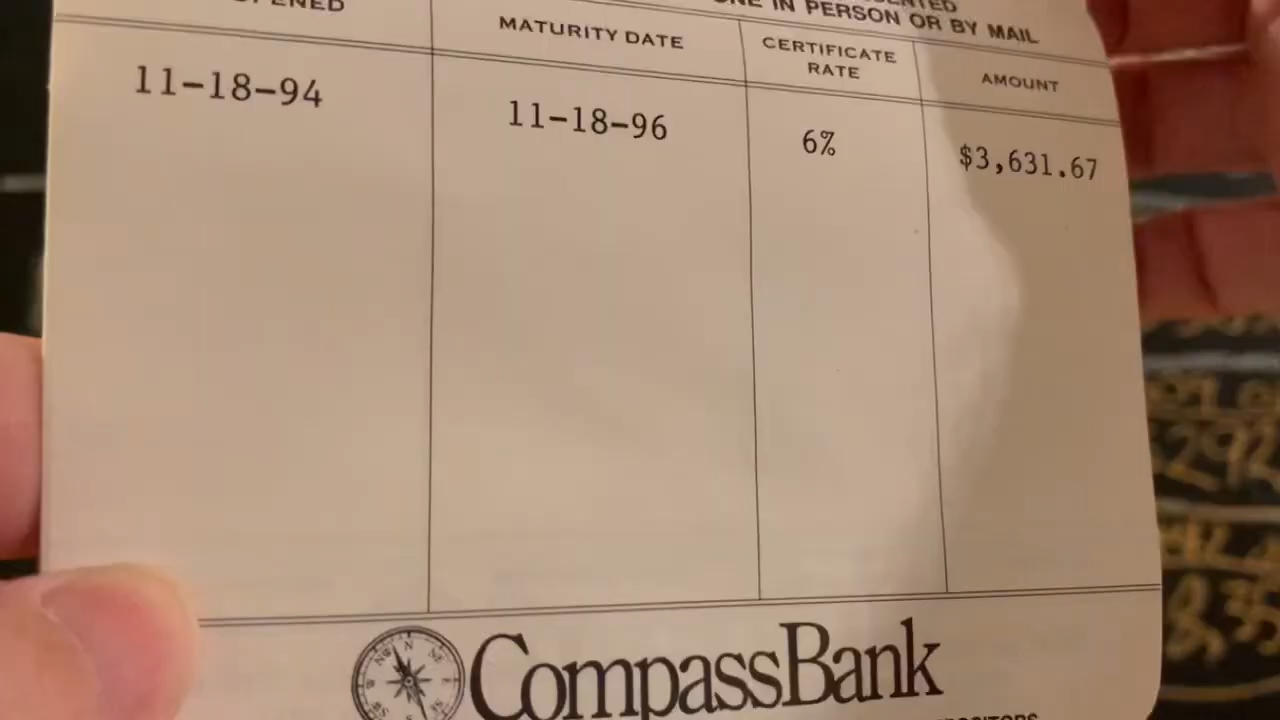 IN PERSON OR BY MAIL
MATURITY DATE
CERTIFICATE RATE
AMOUNT
11-18-94
11-18-96
6%
$3,631.67
CompassBank